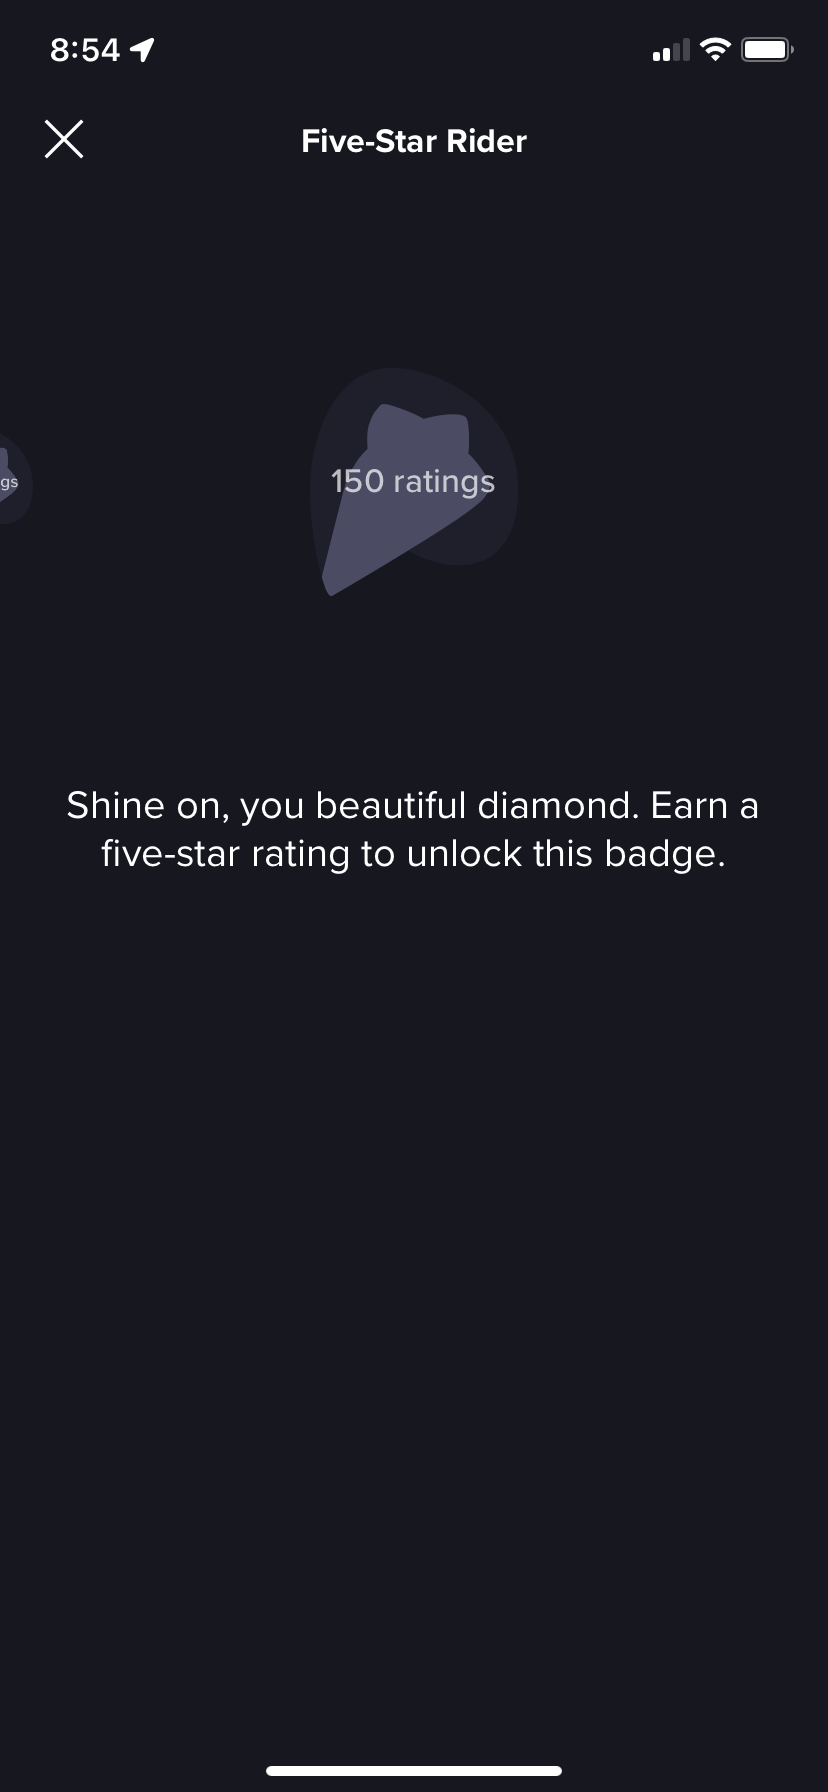 8:54
Five-Star Rider
gs
150 ratings
Shine on, you beautiful diamond. Earn a
five-star rating to unlock this badge.